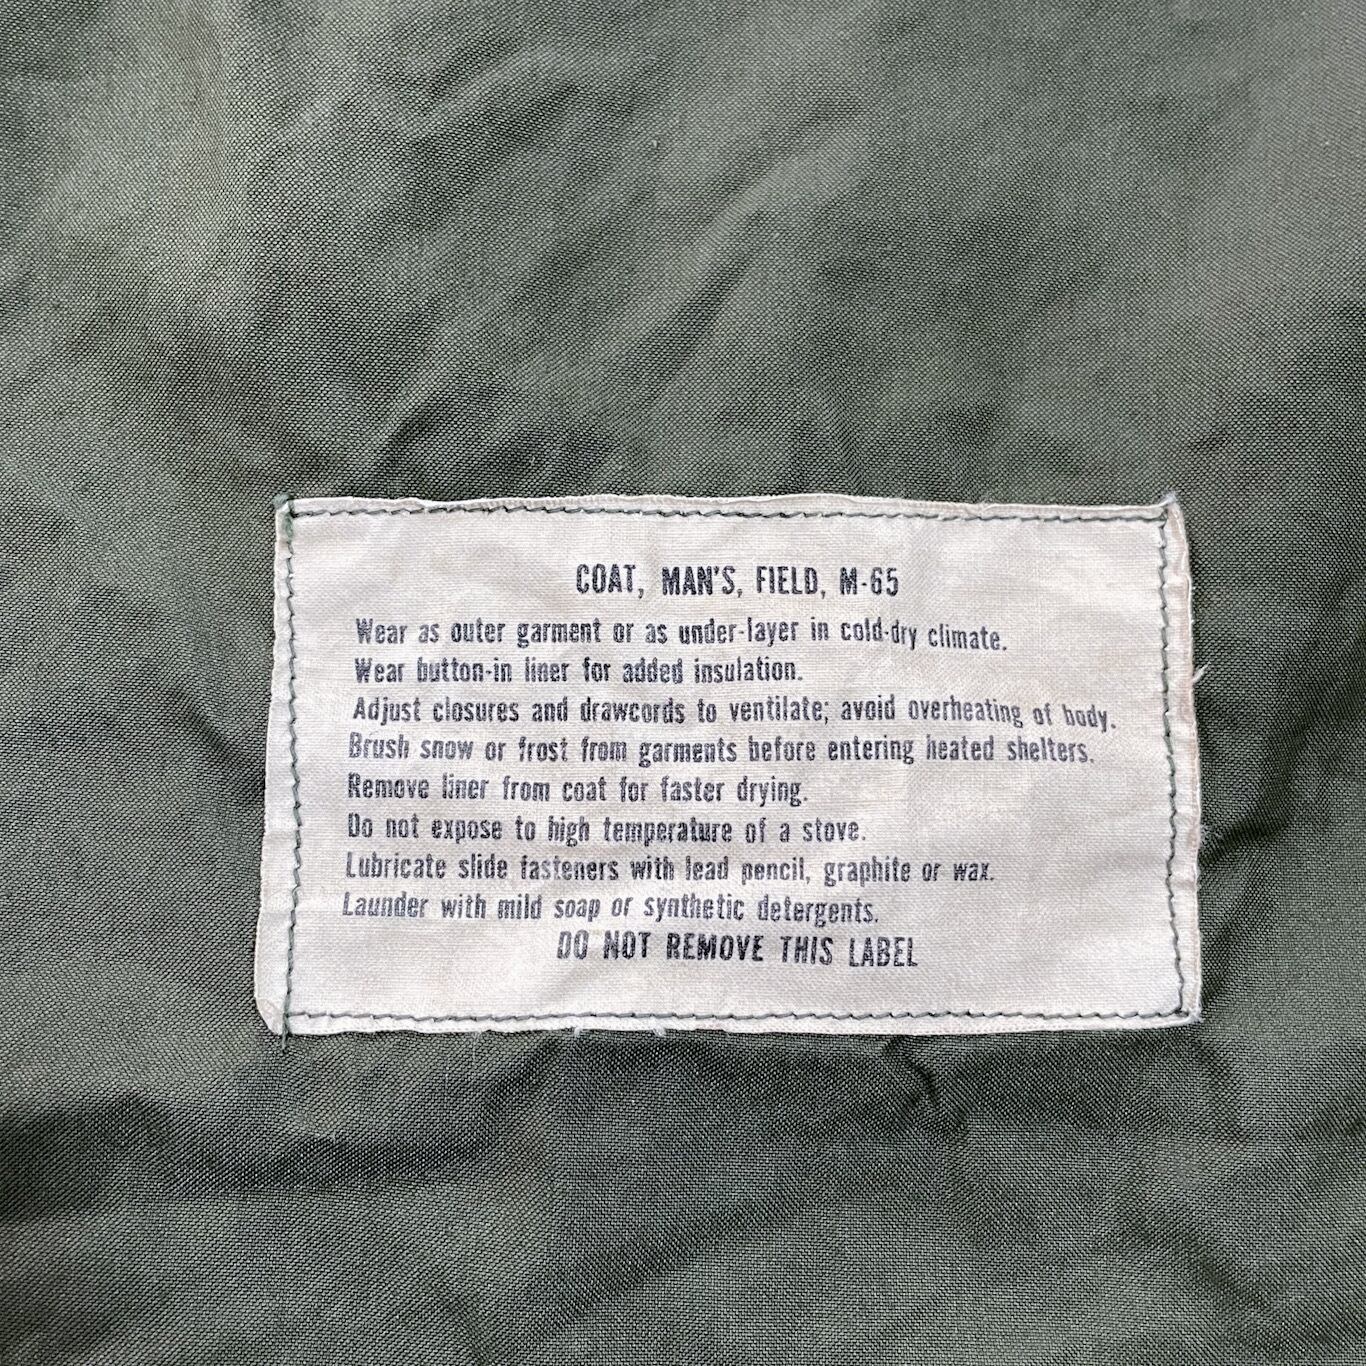 COAT, MAN'S, FIELD, M-65
Wear as outer garment or as under-layer in cold-dry climate.
Wear button-in liner for added insulation.
Adjust closures and drawcords to ventilate; avoid overheating of body.
Brush snow or frost from garments before entering heated shelters.
Remove liner from coat for faster drying.
Do not expose to high temperature of a stove.
Lubricate slide fasteners with lead pencil, graphite or wax.
Launder with mild soap or synthetic detergents.
DO NOT REMOVE THIS LABEL